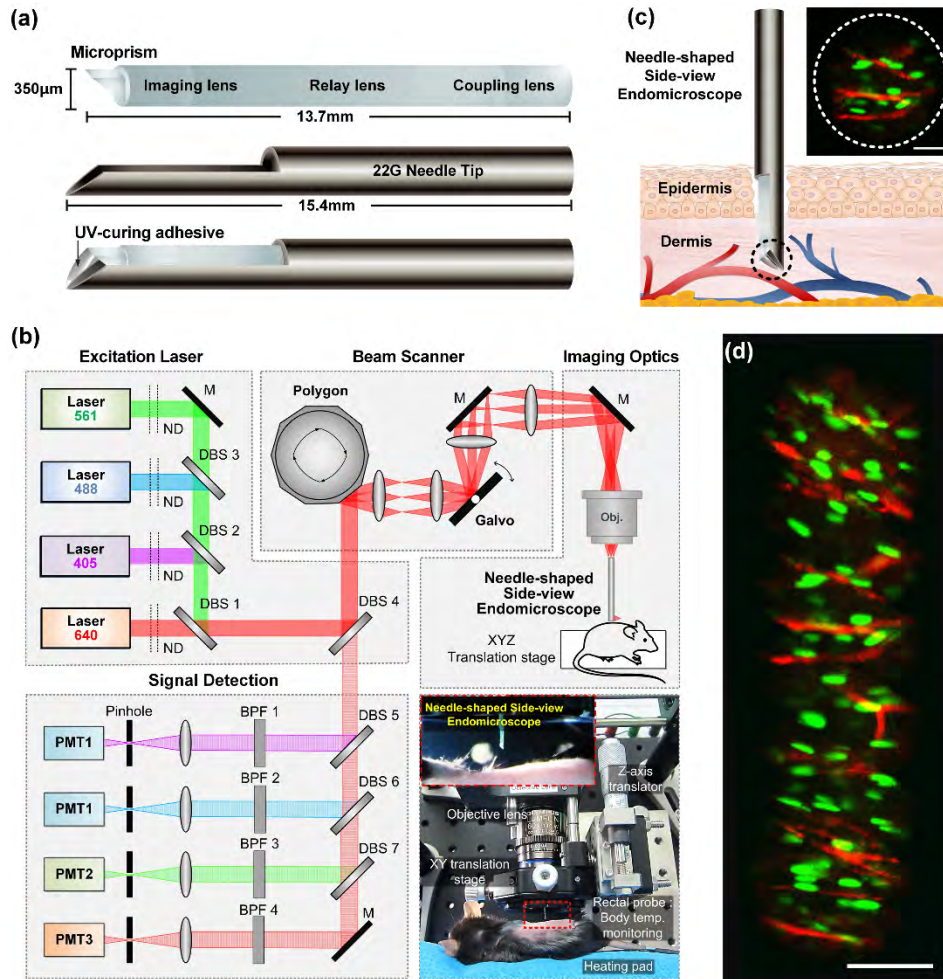 (a)
Microprism
350μm
Imaging lens
Relay lens
Coupling lens
13.7mm
22G Needle Tip
15.4mm
UV-curing adhesive
(c)
Needle-shaped
Side-view
Endomicroscope
Epidermis
Dermis
(b)
Excitation Laser
Beam Scanner
Imaging Optics
Laser
561
ND
M
Laser
488
ND
DBS 3
Laser
405
ND
DBS 2
Laser
640
ND
DBS 1
Polygon
M
Galvo
DBS 4
M
Obj.
Needle-shaped
Side-view
Endomicroscope
XYZ
Translation stage
Signal Detection
Pinhole
PMT1
BPF 1
DBS 5
PMT1
BPF 2
DBS 6
PMT2
BPF 3
DBS 7
PMT3
BPF 4
M
Needle-shaped Side-view
Endomicroscope
Z-axis
translator
Objective lens
XY translation
stage
Rectal probe :
Body temp.
monitoring
Heating pad
(d)